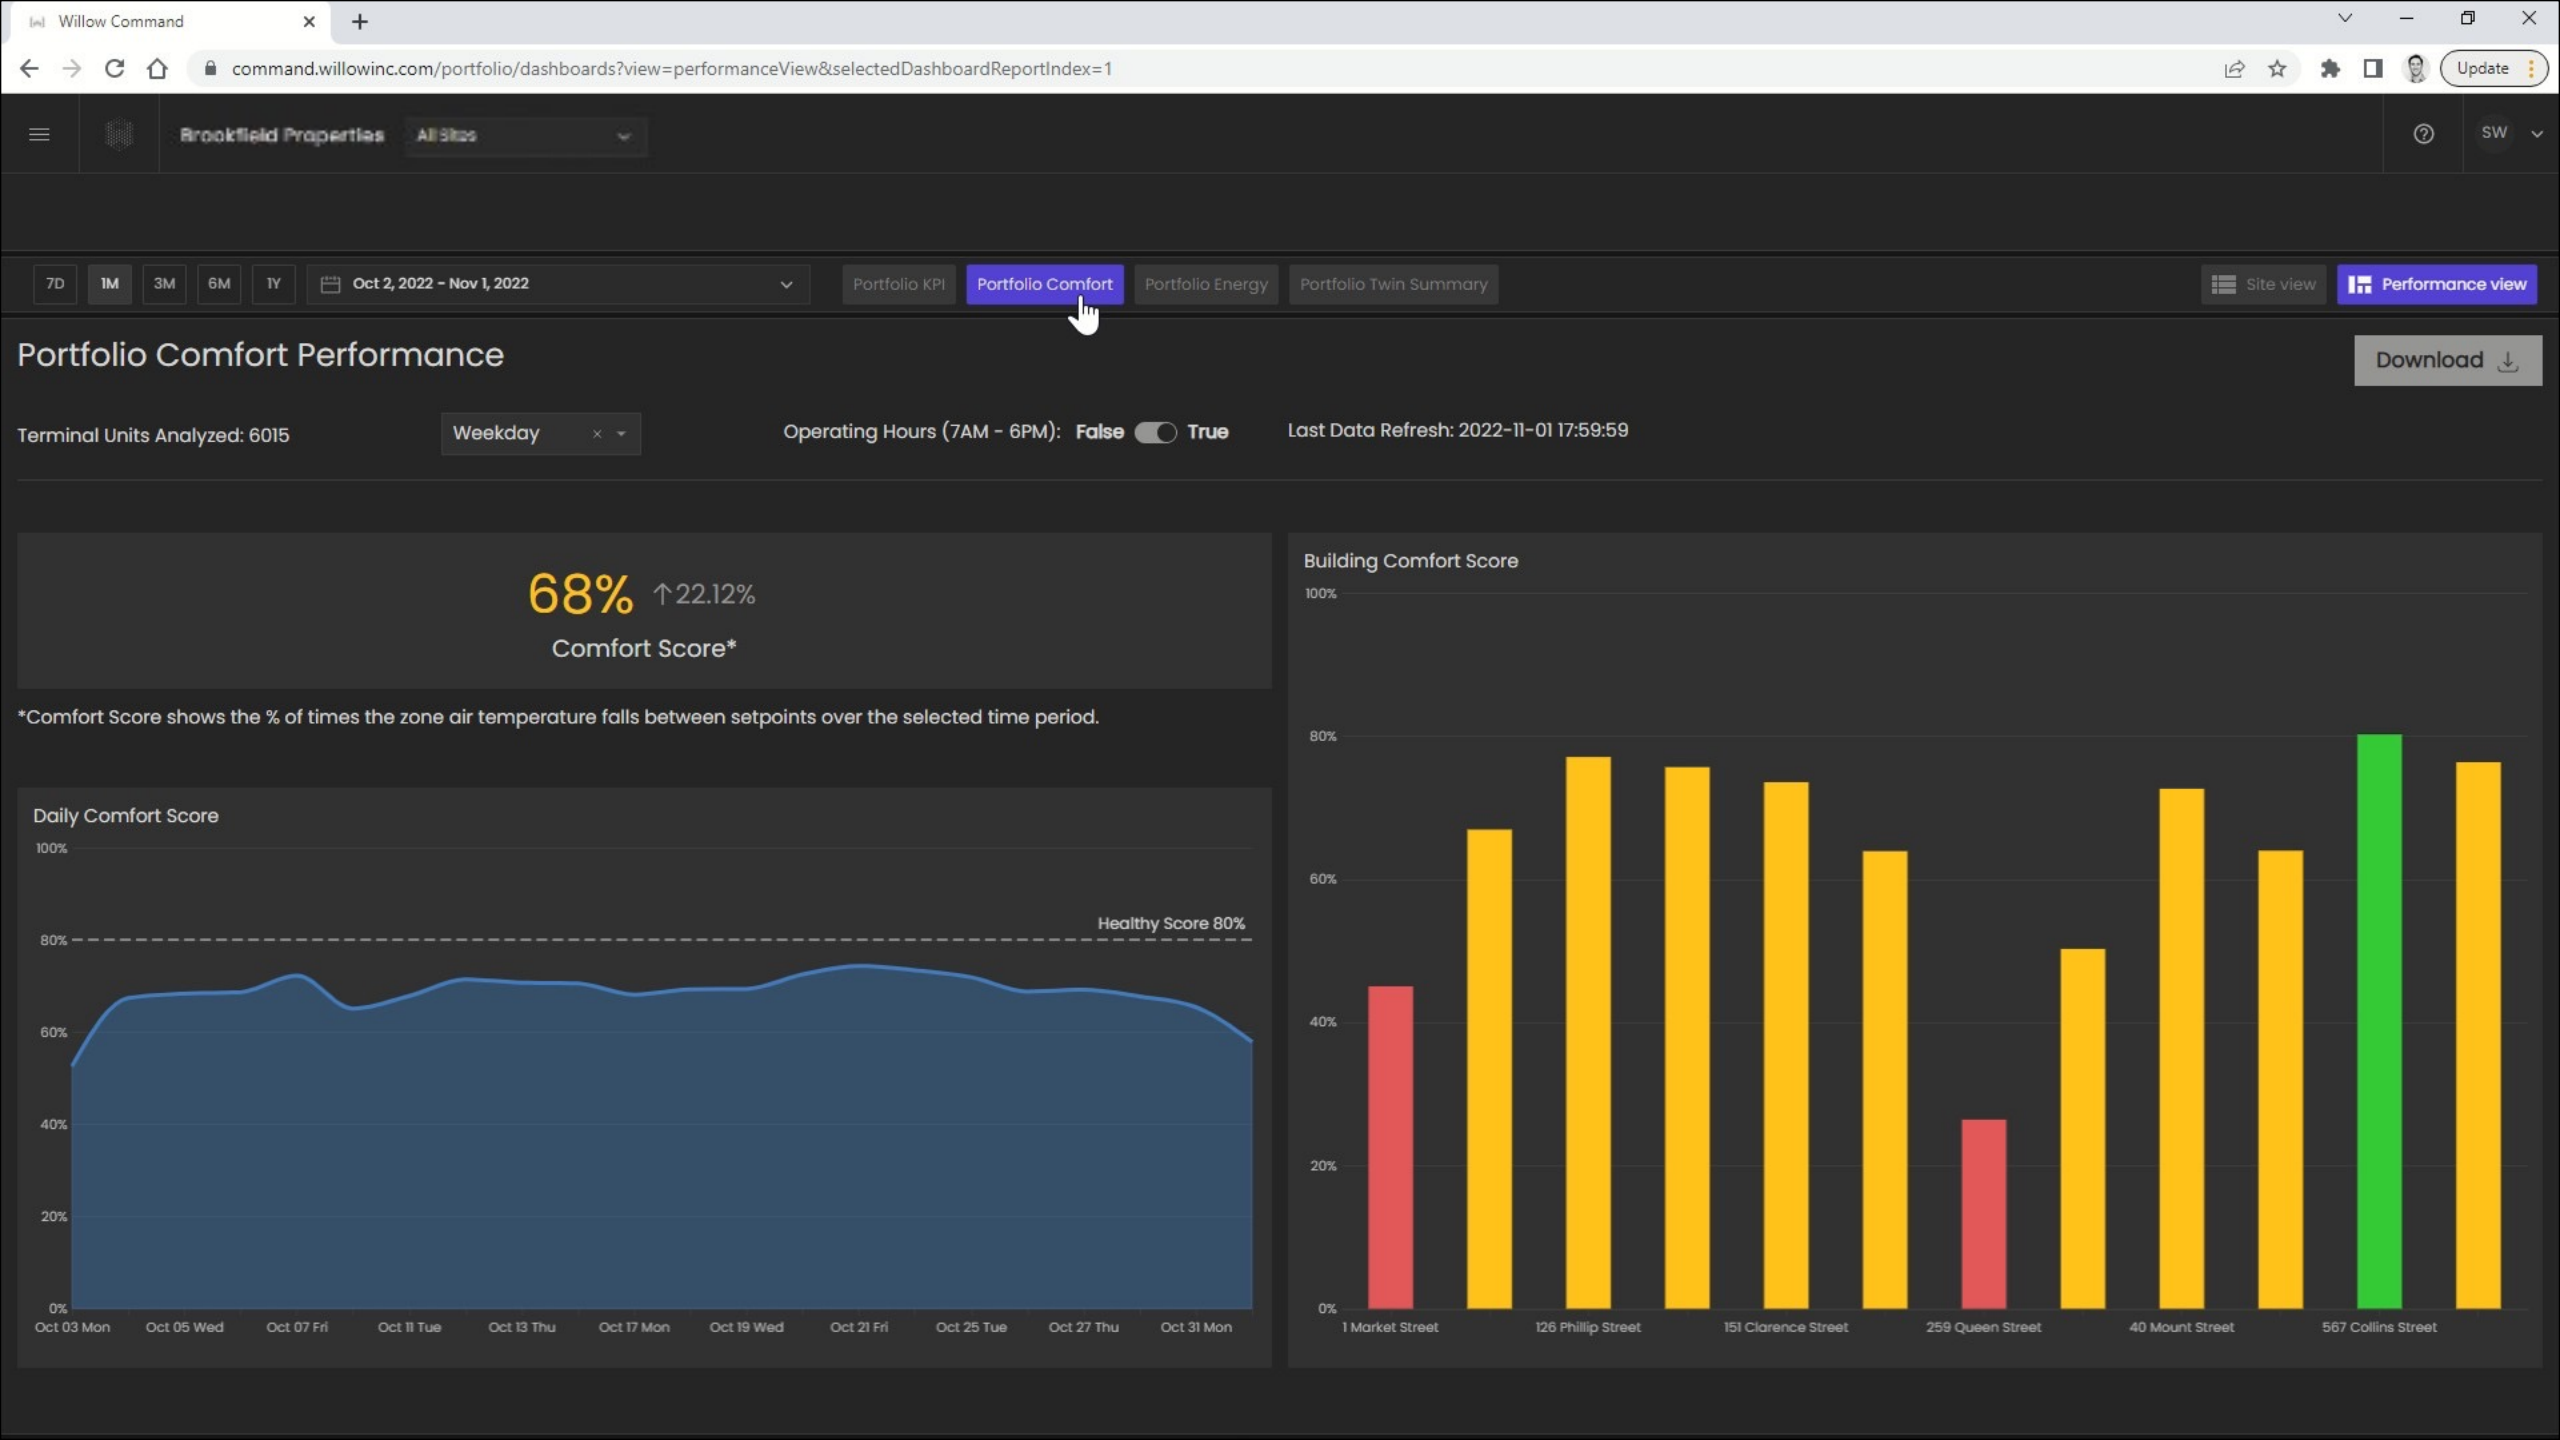 Willow Command
command.willowinc.com/portfolio/dashboards?view=performanceView&selectedDashboardReportIndex=1
Update
Brookfield Properties
All Sites
SW
7D
1M
3M
6M
1Y
Oct 2, 2022 - Nov 1, 2022
Portfolio KPI
Portfolio Comfort
Portfolio Energy
Portfolio Twin Summary
Site view
Performance view
Portfolio Comfort Performance
Download
Terminal Units Analyzed: 6015
Weekday
Operating Hours (7AM - 6PM): False True
Last Data Refresh: 2022-11-01 17:59:59
68% ↑22.12%
Comfort Score*
*Comfort Score shows the % of times the zone air temperature falls between setpoints over the selected time period.
Daily Comfort Score
100%
Healthy Score 80%
80%
60%
40%
20%
0%
Oct 03 Mon
Oct 05 Wed
Oct 07 Fri
Oct 11 Tue
Oct 13 Thu
Oct 17 Mon
Oct 19 Wed
Oct 21 Fri
Oct 25 Tue
Oct 27 Thu
Oct 31 Mon
Building Comfort Score
100%
80%
60%
40%
20%
0%
1 Market Street
126 Phillip Street
151 Clarence Street
259 Queen Street
40 Mount Street
567 Collins Street